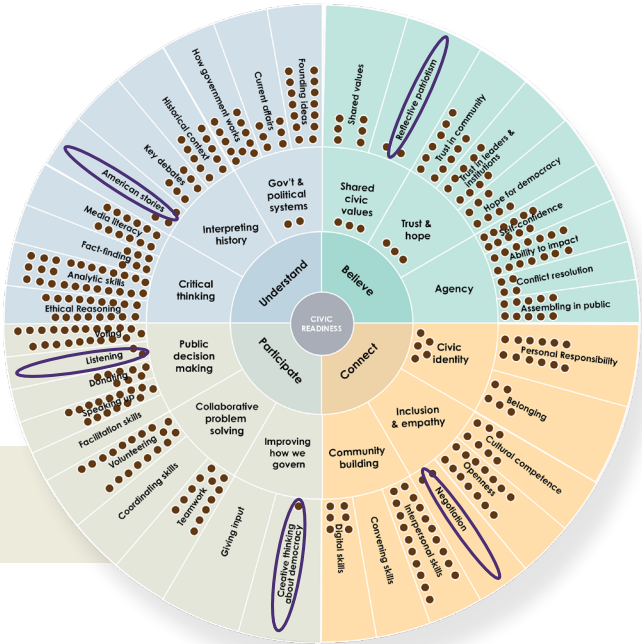 CIVIC
READINESS
Understand
Believe
Connect
Participate
Critical
thinking
Interpreting
history
Gov't &
political
systems
Shared
civic
values
Trust &
hope
Agency
Civic
identity
Inclusion
& empathy
Community
building
Improving
how we
govern
Collaborative
problem
solving
Public
decision
making
Ethical Reasoning
Analytic skills
Fact-finding
Media literacy
American stories
Key debates
Historical context
How government
works
Current affairs
Founding ideas
Shared values
Reflective patriotism
Trust in community
Trust in leaders &
institutions
Hope for democracy
Self-confidence
Ability to impact
Conflict resolution
Assembling in public
Personal Responsibility
Belonging
Cultural competence
Openness
Negotiation
Interpersonal skills
Convening skills
Digital skills
Creative thinking
about democracy
Giving input
Teamwork
Coordinating skills
Volunteering
Facilitation skills
Speaking up
Donating
Listening
Voting